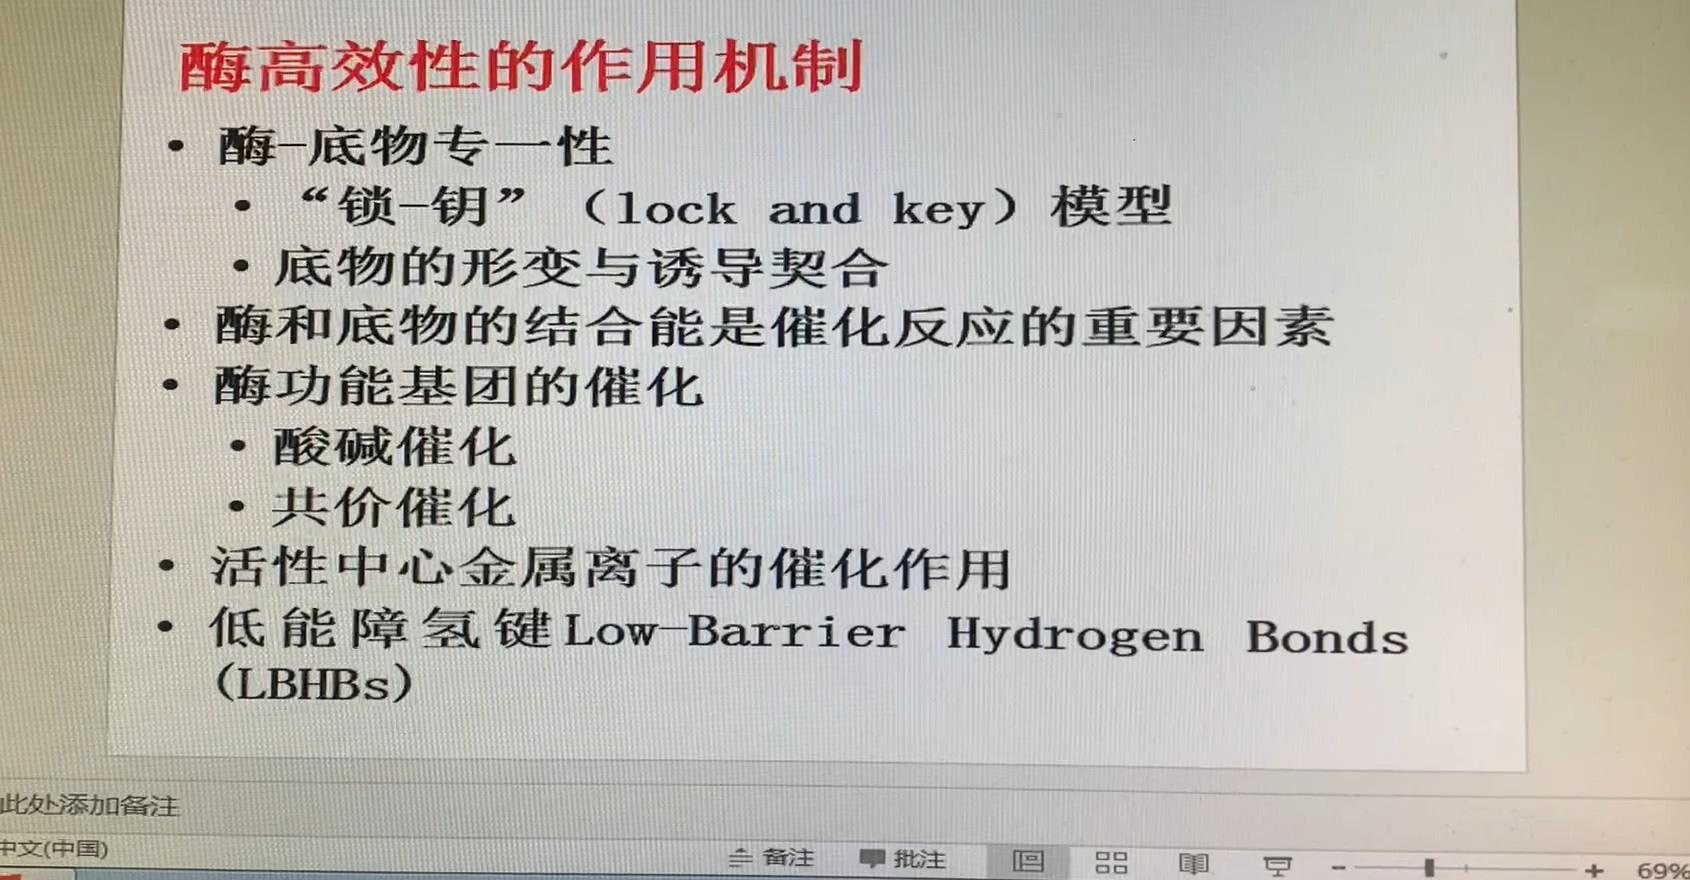 酶高效性的作用机制
• 酶-底物专一性
• “锁-钥”（lock and key）模型
• 底物的形变与诱导契合
• 酶和底物的结合能是催化反应的重要因素
• 酶功能基团的催化
• 酸碱催化
• 共价催化
• 活性中心金属离子的催化作用
• 低能障氢键Low-Barrier Hydrogen Bonds
(LBHBs)
此处添加备注
中文(中国)
备注 批注 - + 69%